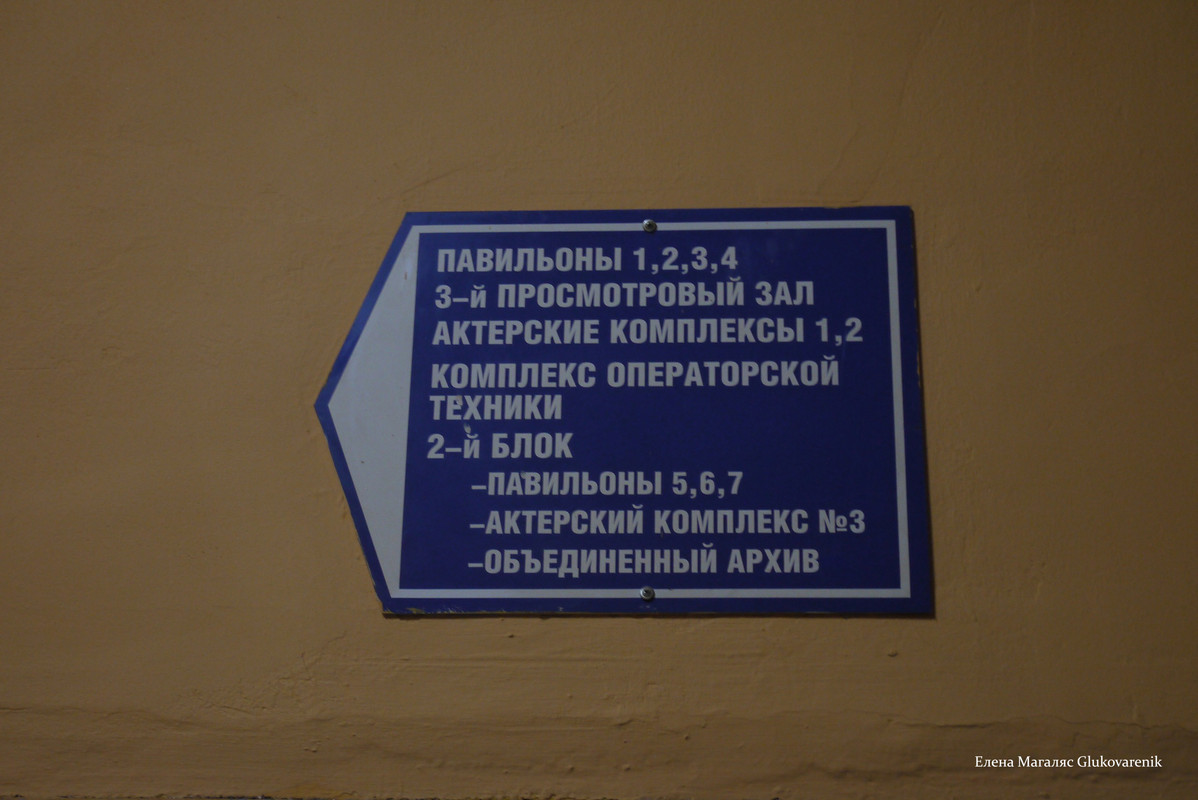 ПАВИЛЬОНЫ 1,2,3,4
3-й ПРОСМОТРОВЫЙ ЗАЛ
АКТЕРСКИЕ КОМПЛЕКСЫ 1,2
КОМПЛЕКС ОПЕРАТОРСКОЙ
ТЕХНИКИ
2-й БЛОК
-ПАВИЛЬОНЫ 5,6,7
-АКТЕРСКИЙ КОМПЛЕКС №3
-ОБЪЕДИНЕННЫЙ АРХИВ
Елена Магаляс Glukovarenik